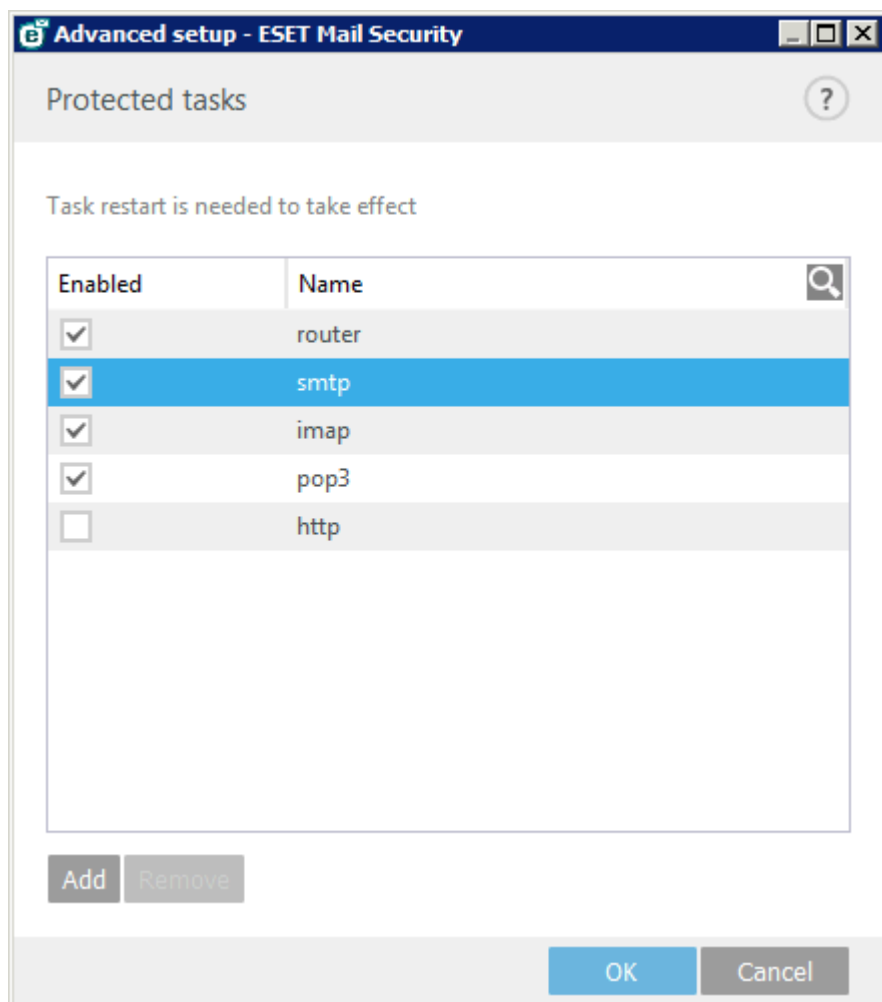 Advanced setup - ESET Mail Security
Protected tasks
?
Task restart is needed to take effect
Enabled Name
router
smtp
imap
pop3
http
Add Remove
OK Cancel